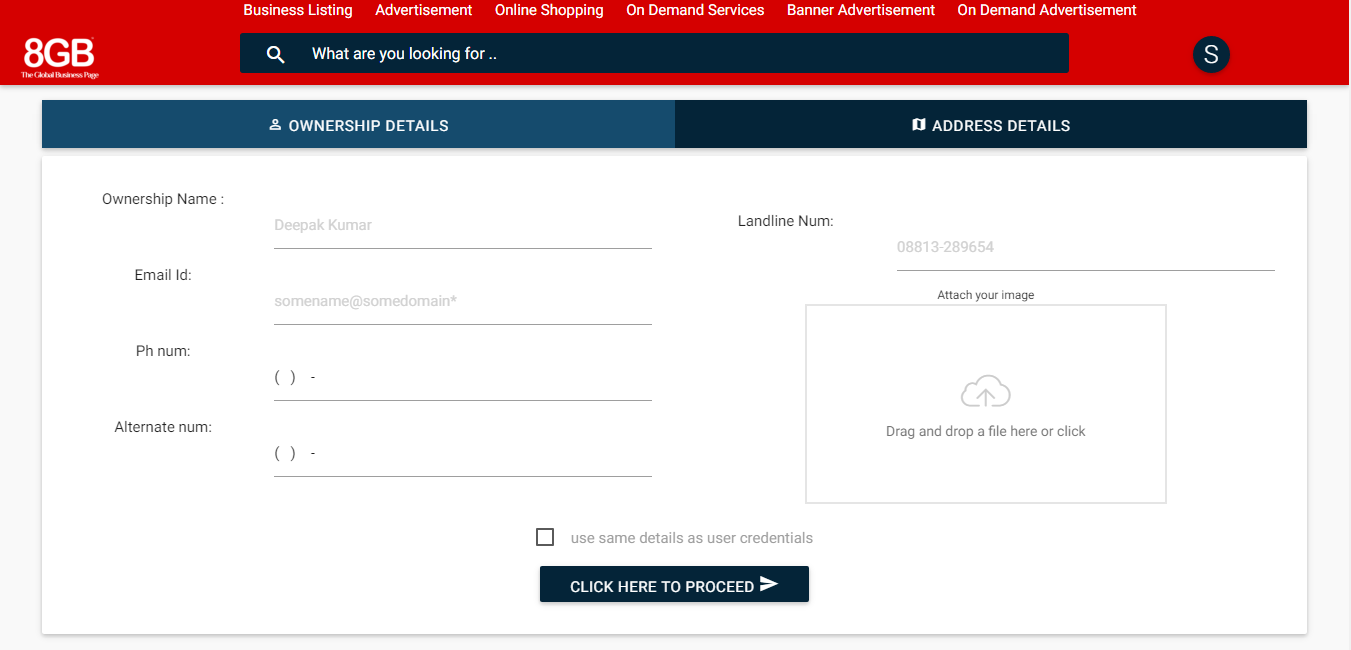 Business Listing Advertisement Online Shopping On Demand Services Banner Advertisement On Demand Advertisement
8GB
The Global Business Page
What are you looking for ..
S
OWNERSHIP DETAILS
ADDRESS DETAILS
Ownership Name :
Deepak Kumar
Email Id:
somename@somedomain*
Ph num:
( ) -
Alternate num:
( ) -
Landline Num:
08813-289654
Attach your image
Drag and drop a file here or click
use same details as user credentials
CLICK HERE TO PROCEED